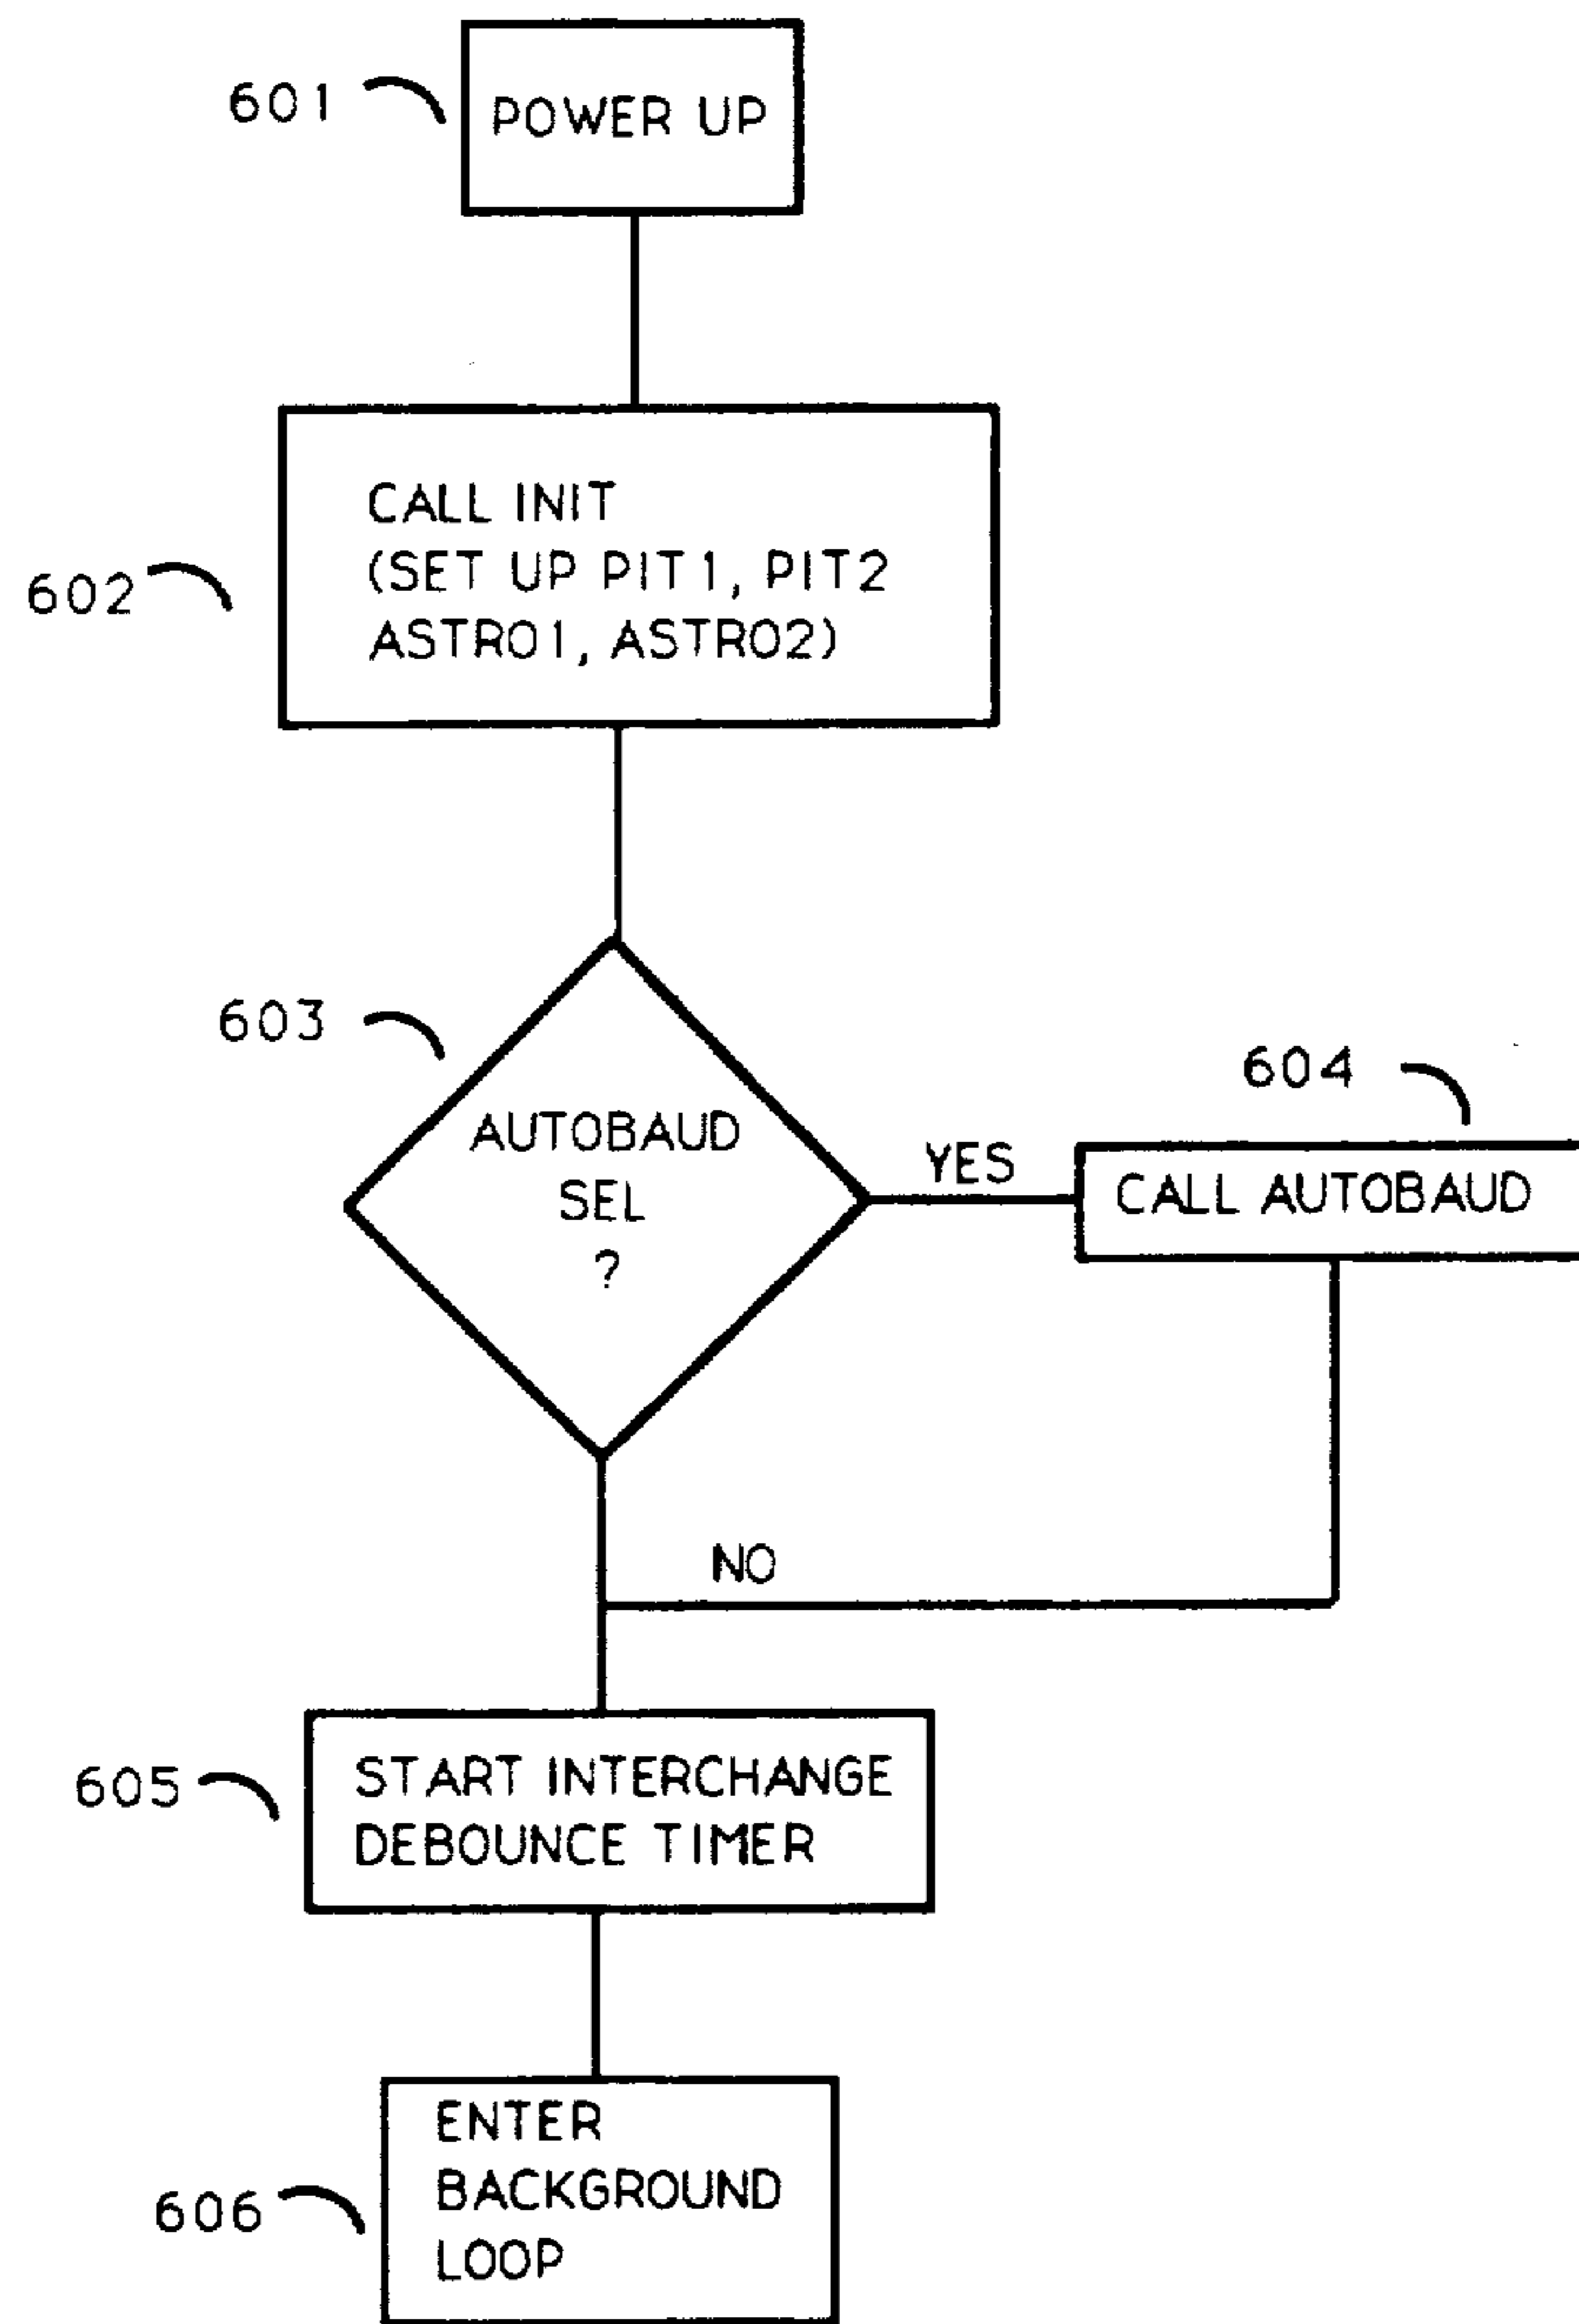 601
POWER UP
CALL INIT
(SET UP PIT1, PIT2
ASTRO1, ASTRO2)
602
603
AUTOBAUD
SEL
?
YES
604
CALL AUTOBAUD
NO
605
START INTERCHANGE
DEBOUNCE TIMER
606
ENTER
BACKGROUND
LOOP